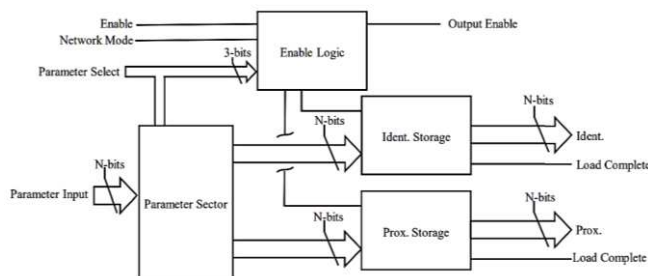 Enable
Network Mode
Enable Logic
Output Enable
Parameter Select
3-bits
N-bits
Ident. Storage
N-bits
Ident.
Load Complete
N-bits
Parameter Input
Parameter Sector
N-bits
Prox. Storage
N-bits
Prox.
Load Complete